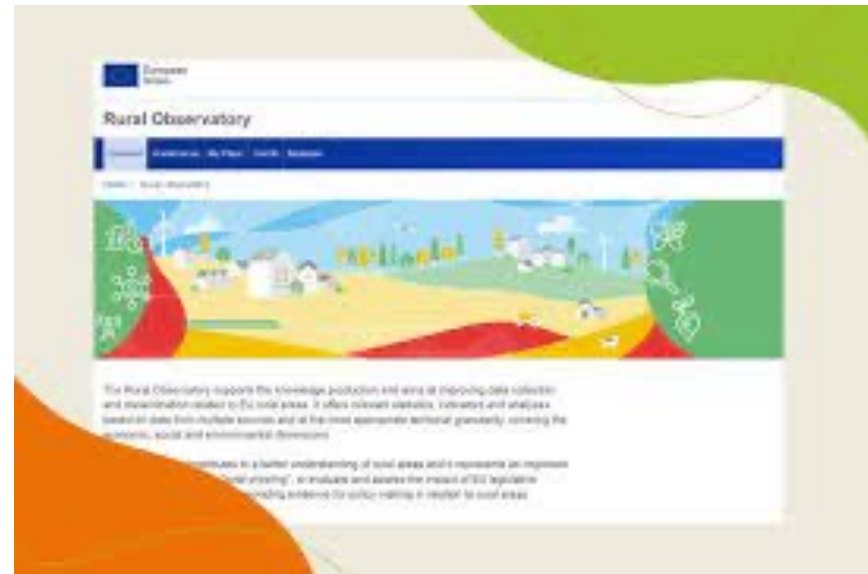 European
Union
Rural Observatory
HOME / Rural Observatory
The Rural Observatory supports the knowledge production and aims at improving data collection
and dissemination related to EU rural areas. It offers relevant statistics, indicators and analyses
based on data from multiple sources and at the most appropriate territorial granularity, covering the
economic, social and environmental dimensions.
to a better understanding of rural areas and it represents an important
"rural proofing", to evaluate and assess the impact of EU legislative
providing evidence for policy making in relation to rural areas